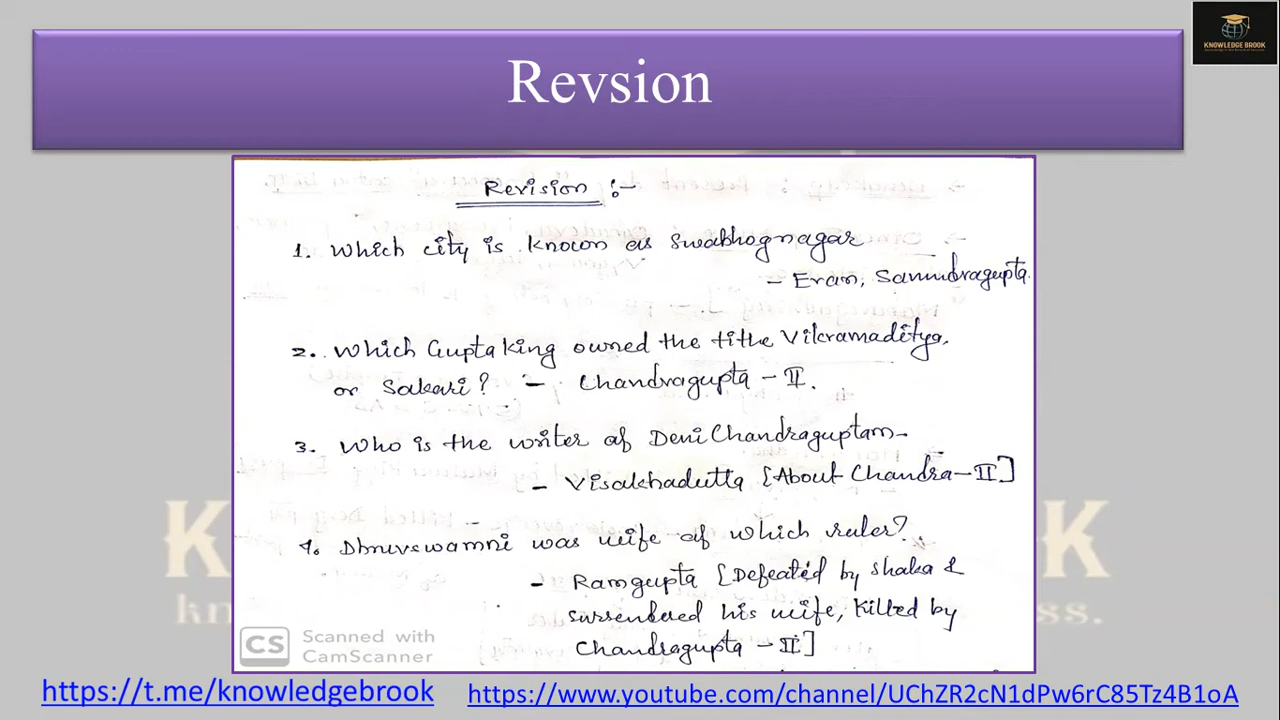 KNOWLEDGE BROOK
Revsion
Revision :-
1. Which city is known as Swabhognagar
- Eran, Samudragupta.
2. Which Gupta King owned the tithe Vikramaditya,
or Sakari? - Chandragupta - II.
3. Who is the writer of Devi Chandraguptam-
- Visakhadutta [About Chandra-II]
4. Dhruvswamni was wife of which ruler?
- Ramgupta [Defeated by Shaka &
surrendered his wife, killed by
Chandragupta - II]
CS Scanned with
CamScanner
https://t.me/knowledgebrook
https://www.youtube.com/channel/UChZR2cN1dPw6rC85Tz4B1oA